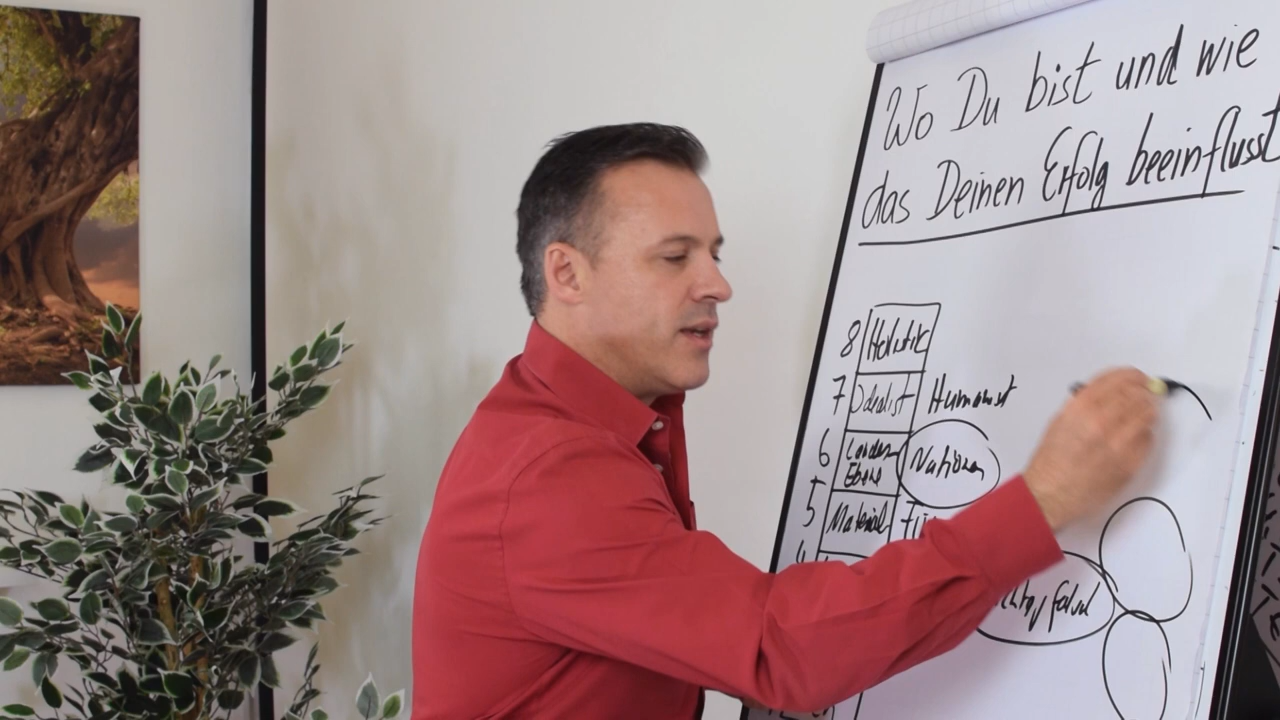 Wo Du bist und wie
das Deinen Erfolg beeinflusst
8 Holistik
7 Idealist Humanist
6 Ebene Nationen
5 Material